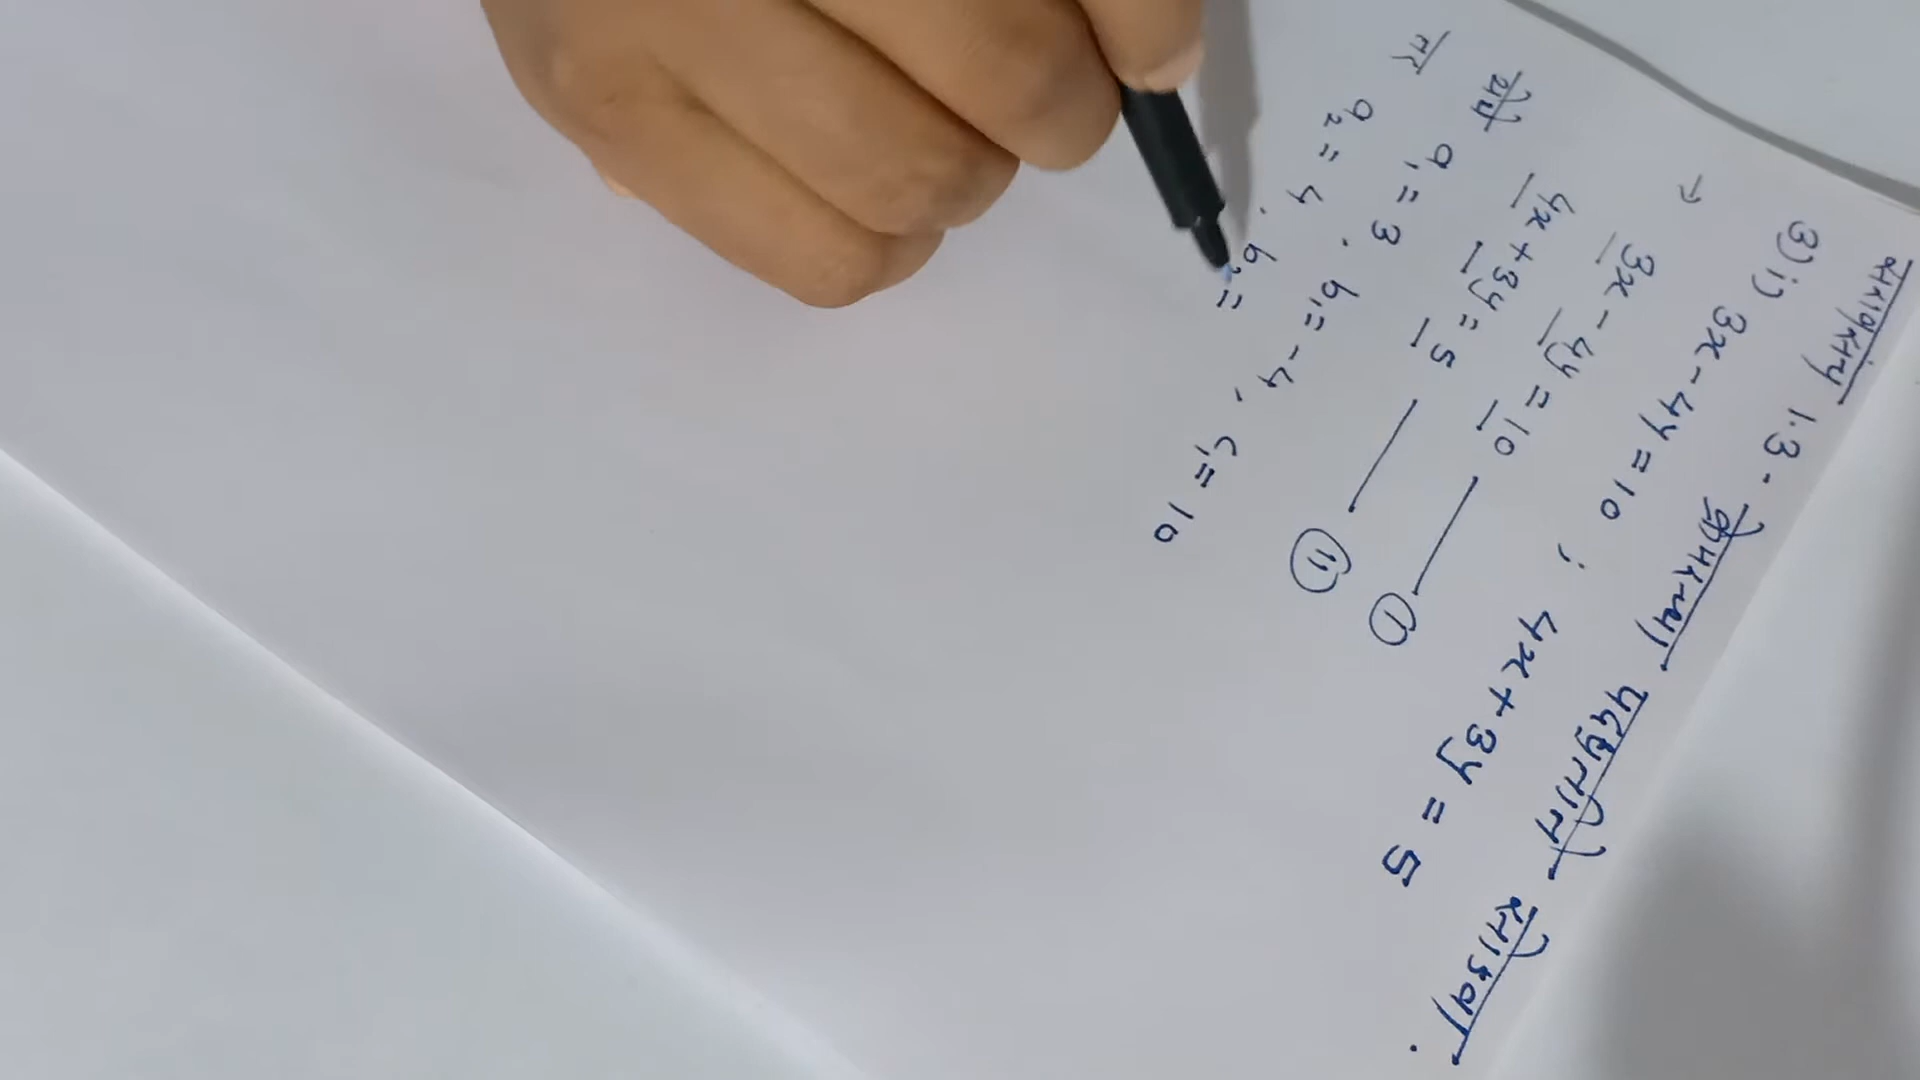 सरावसंच 1.3 - क्रेमरच्या पद्धतीने सोडवा.
3) i) 3x - 4y = 10 ; 4x + 3y = 5
→ 3x - 4y = 10 —— (I)
4x + 3y = 5 —— (II)
येथे a₁ = 3, b₁ = -4, c₁ = 10
a₂ = 4, b₂ =